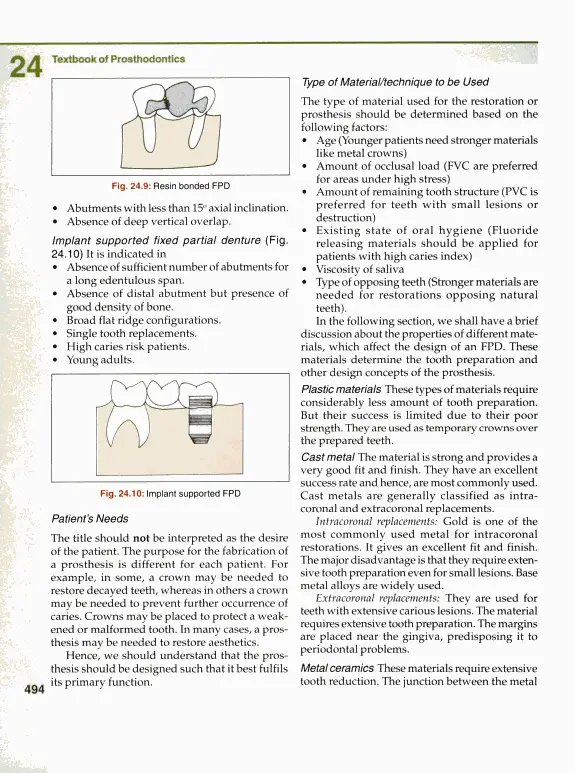 24
Textbook of Prosthodontics
Fig. 24.9: Resin bonded FPD
• Abutments with less than 15° axial inclination.
• Absence of deep vertical overlap.
Implant supported fixed partial denture (Fig.
24.10) It is indicated in
• Absence of sufficient number of abutments for
a long edentulous span.
• Absence of distal abutment but presence of
good density of bone.
• Broad flat ridge configurations.
• Single tooth replacements.
• High caries risk patients.
• Young adults.
Fig. 24.10: Implant supported FPD
Patient's Needs
The title should not be interpreted as the desire
of the patient. The purpose for the fabrication of
a prosthesis is different for each patient. For
example, in some, a crown may be needed to
restore decayed teeth, whereas in others a crown
may be needed to prevent further occurrence of
caries. Crowns may be placed to protect a weak-
ened or malformed tooth. In many cases, a pros-
thesis may be needed to restore aesthetics.
Hence, we should understand that the pros-
thesis should be designed such that it best fulfils
its primary function.
494
Type of Material/technique to be Used
The type of material used for the restoration or
prosthesis should be determined based on the
following factors:
• Age (Younger patients need stronger materials
like metal crowns)
• Amount of occlusal load (FVC are preferred
for areas under high stress)
• Amount of remaining tooth structure (PVC is
preferred for teeth with small lesions or
destruction)
• Existing state of oral hygiene (Fluoride
releasing materials should be applied for
patients with high caries index)
• Viscosity of saliva
• Type of opposing teeth (Stronger materials are
needed for restorations opposing natural
teeth).
In the following section, we shall have a brief
discussion about the properties of different mate-
rials, which affect the design of an FPD. These
materials determine the tooth preparation and
other design concepts of the prosthesis.
Plastic materials These types of materials require
considerably less amount of tooth preparation.
But their success is limited due to their poor
strength. They are used as temporary crowns over
the prepared teeth.
Cast metal The material is strong and provides a
very good fit and finish. They have an excellent
success rate and hence, are most commonly used.
Cast metals are generally classified as intra-
coronal and extracoronal replacements.
Intracoronal replacements: Gold is one of the
most commonly used metal for intracoronal
restorations. It gives an excellent fit and finish.
The major disadvantage is that they require exten-
sive tooth preparation even for small lesions. Base
metal alloys are widely used.
Extracoronal replacements: They are used for
teeth with extensive carious lesions. The material
requires extensive tooth preparation. The margins
are placed near the gingiva, predisposing it to
periodontal problems.
Metal ceramics These materials require extensive
tooth reduction. The junction between the metal